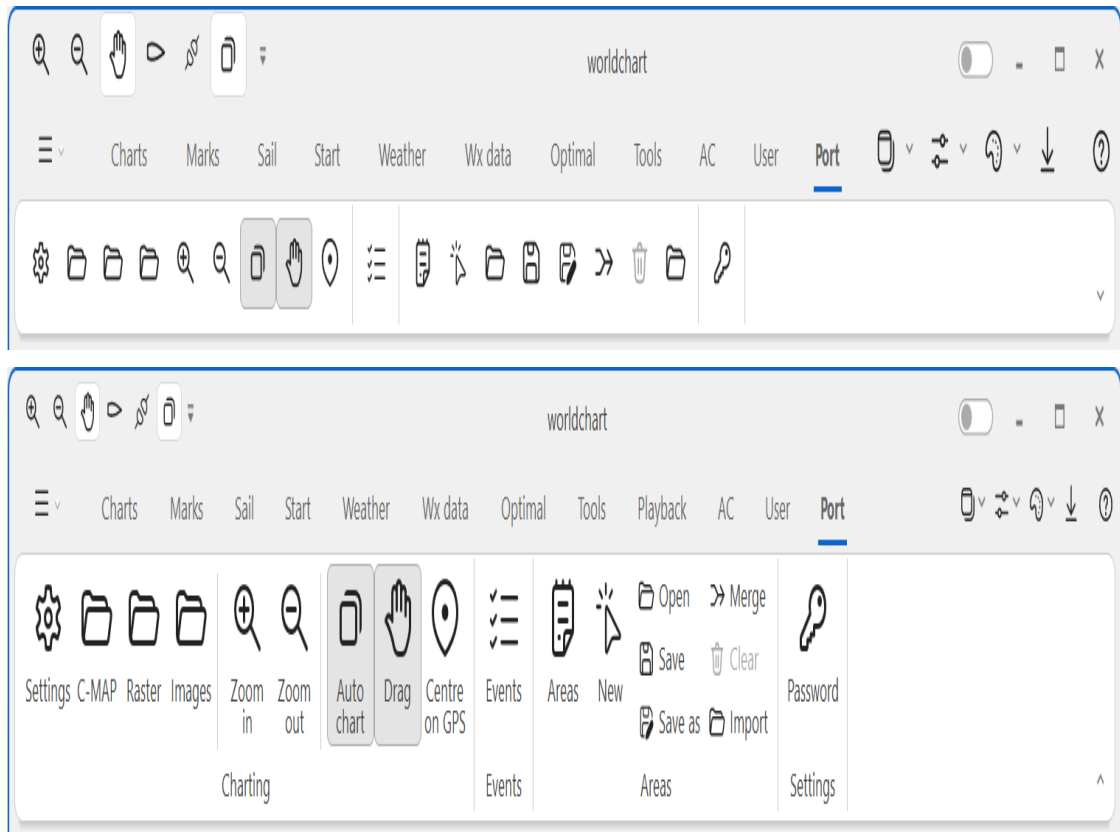 worldchart
Charts Marks Sail Start Weather Wx data Optimal Tools AC User Port
worldchart
Charts Marks Sail Start Weather Wx data Optimal Tools Playback AC User Port
Open Merge
Save Clear
Settings C-MAP Raster Images Zoom in Zoom out Auto chart Drag Centre on GPS Events Areas New Password
Save as Import
Charting Events Areas Settings